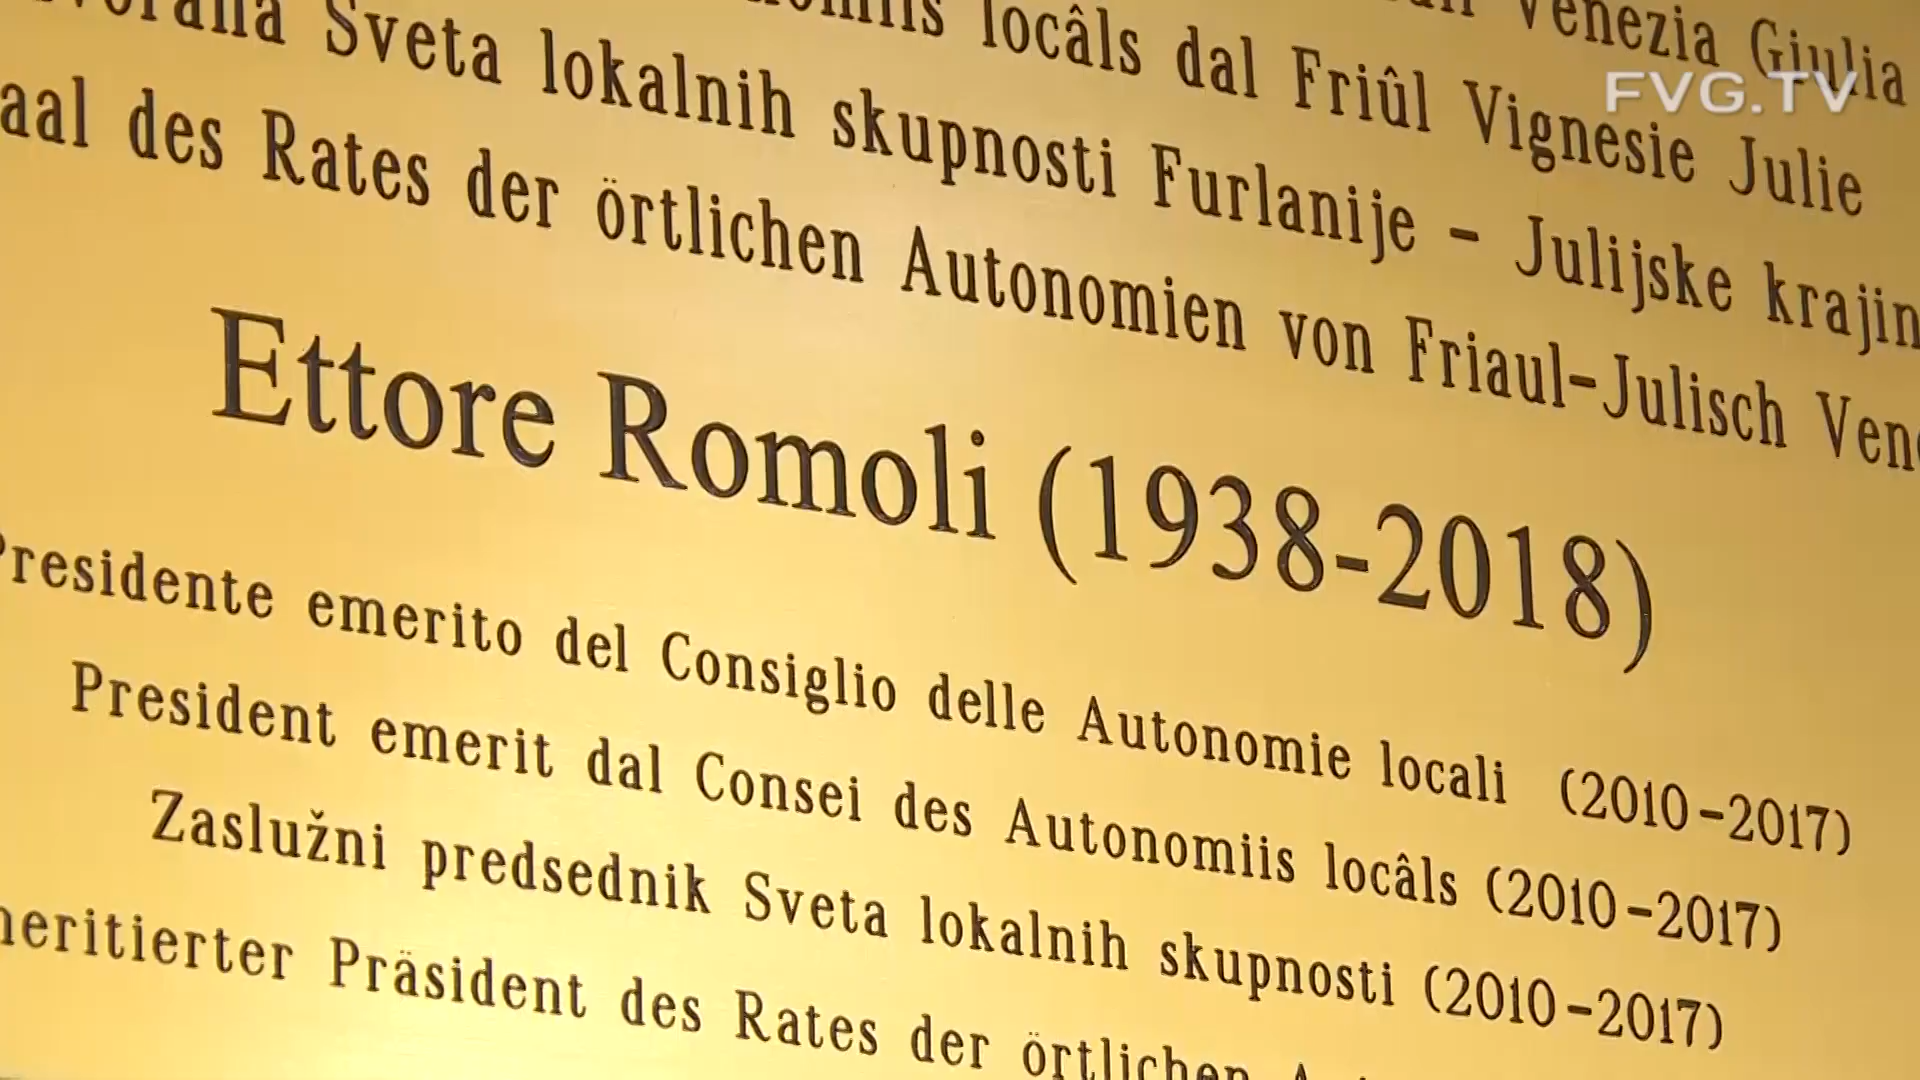 Venezia Giulia
locâls dal Friûl Vignesie Julie
Sveta lokalnih skupnosti Furlanije - Julijske
des Rates der örtlichen Autonomien von Friaul-Julisch
Ettore Romoli (1938-2018)
Presidente emerito del Consiglio delle Autonomie locali (2010-2017)
President emerit dal Consei des Autonomiis locâls (2010-2017)
Zaslužni predsednik Sveta lokalnih skupnosti (2010-2017)
Präsident des Rates der örtlichen
FVG.TV